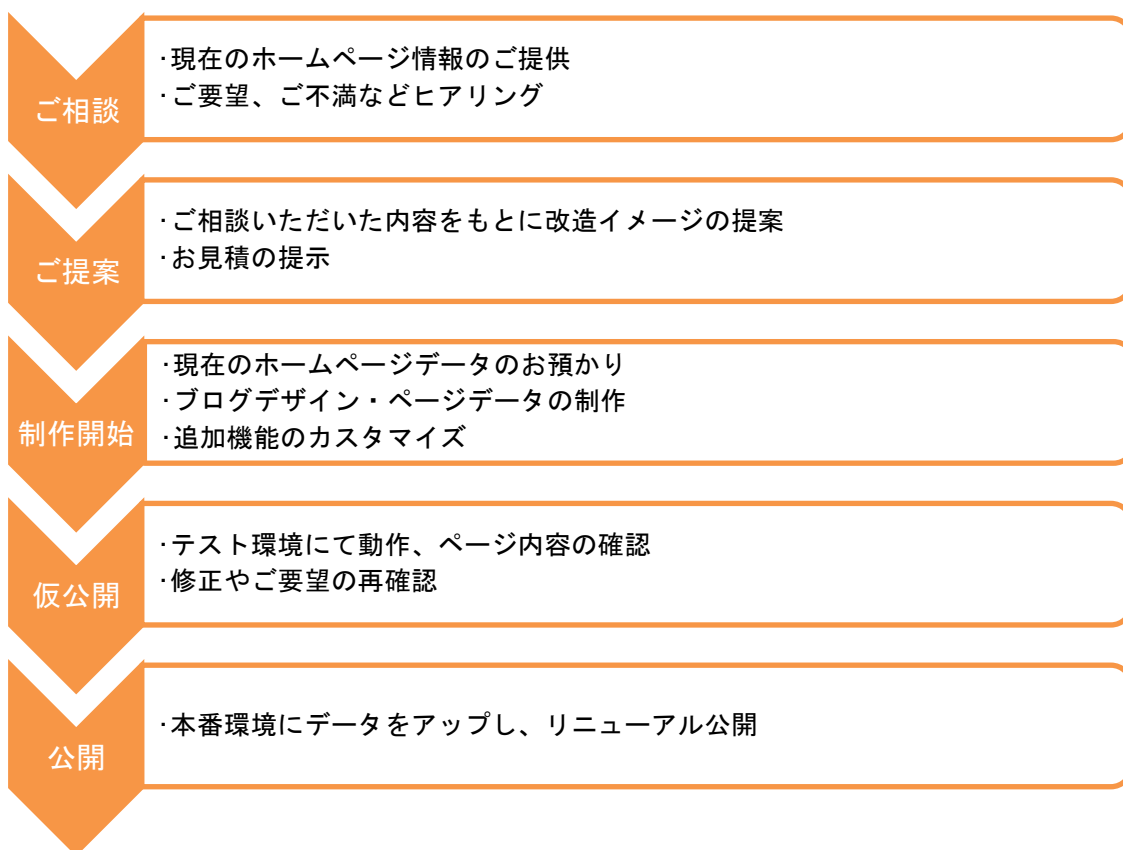 ご相談
·現在のホームページ情報のご提供
·ご要望、ご不満などヒアリング
ご提案
·ご相談いただいた内容をもとに改造イメージの提案
·お見積の提示
制作開始
·現在のホームページデータのお預かり
·ブログデザイン・ページデータの制作
·追加機能のカスタマイズ
仮公開
·テスト環境にて動作、ページ内容の確認
·修正やご要望の再確認
公開
·本番環境にデータをアップし、リニューアル公開